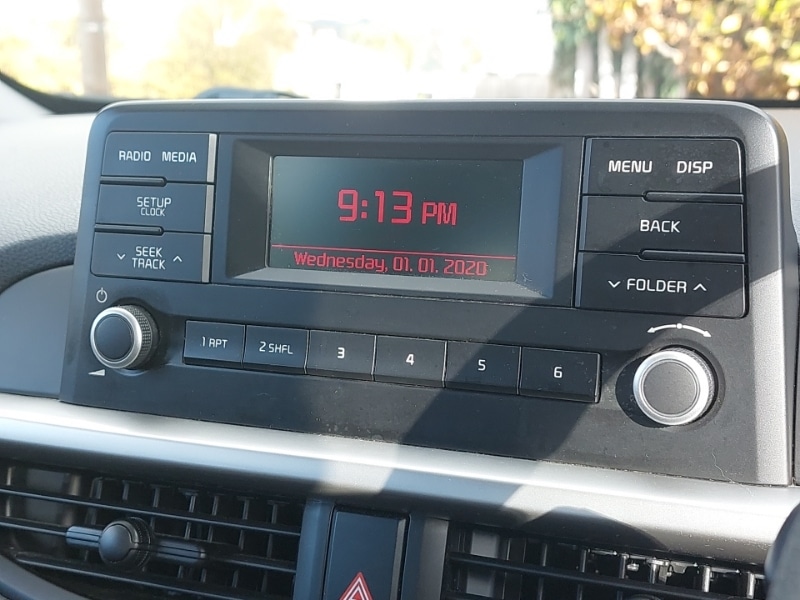 RADIO MEDIA
SETUP
CLOCK
SEEK
TRACK
9:13 PM
Wednesday, 01. 01. 2020
MENU DISP
BACK
FOLDER
1 RPT
2 SHFL
3
4
5
6